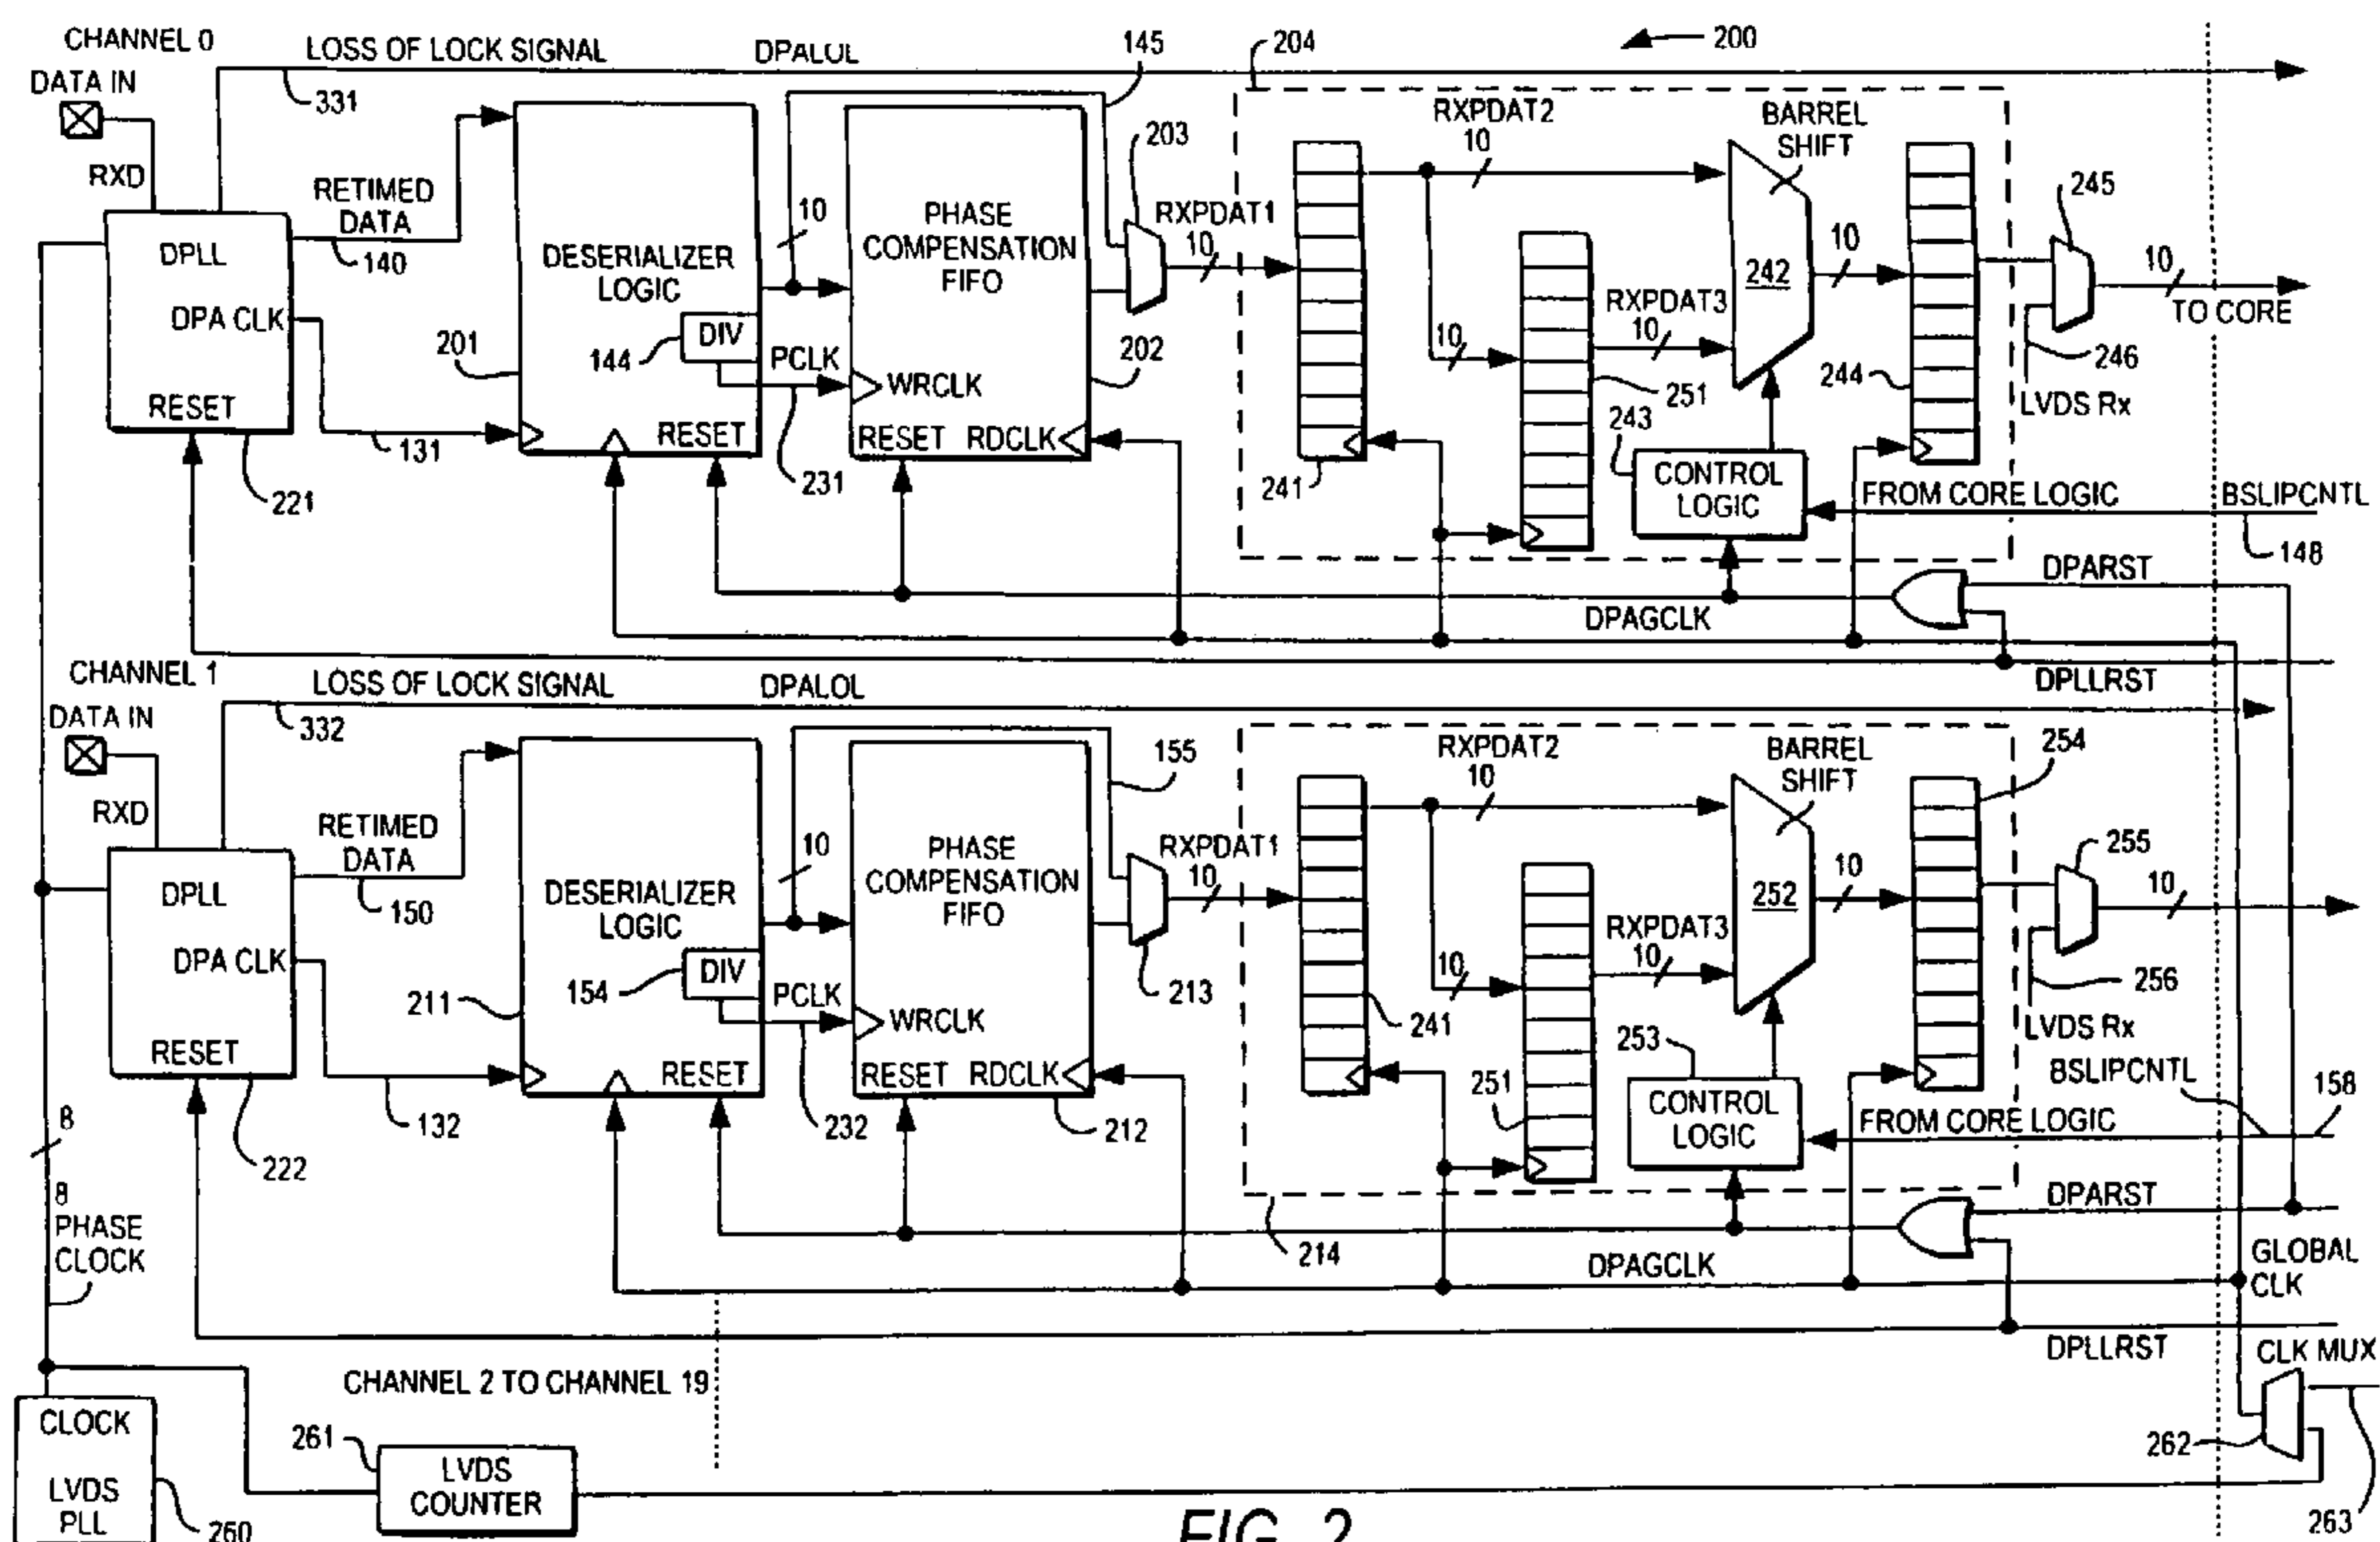 CHANNEL 0
LOSS OF LOCK SIGNAL
DPALOL
145
204
200
DATA IN
331
RXPDAT2
10
BARREL
SHIFT
203
RXD
RETIMED
DATA
140
DPLL
DPA CLK
RESET
221
201
131
DESERIALIZER
LOGIC
DIV
144
PCLK
RESET
231
10
PHASE
COMPENSATION
FIFO
WRCLK
RESET RDCLK
202
RXPDAT1
10
241
10
251
RXPDAT3
10
242
10
243
CONTROL
LOGIC
244
245
10
TO CORE
246
LVDS Rx
FROM CORE LOGIC
BSLIPCNTL
148
DPARST
DPAGCLK
DPLLRST
CHANNEL 1
LOSS OF LOCK SIGNAL
DPALOL
DATA IN
332
RXPDAT2
10
BARREL
SHIFT
254
155
RXD
RETIMED
DATA
150
DPLL
DPA CLK
RESET
222
211
132
DESERIALIZER
LOGIC
DIV
154
PCLK
RESET
232
10
PHASE
COMPENSATION
FIFO
WRCLK
RESET RDCLK
212
RXPDAT1
10
213
241
10
251
RXPDAT3
10
252
10
253
CONTROL
LOGIC
255
10
256
LVDS Rx
BSLIPCNTL
158
FROM CORE LOGIC
DPARST
214
DPAGCLK
GLOBAL
CLK
DPLLRST
CLK MUX
8
8
PHASE
CLOCK
CHANNEL 2 TO CHANNEL 19
CLOCK
LVDS
PLL
260
261
LVDS
COUNTER
262
263
FIG. 2